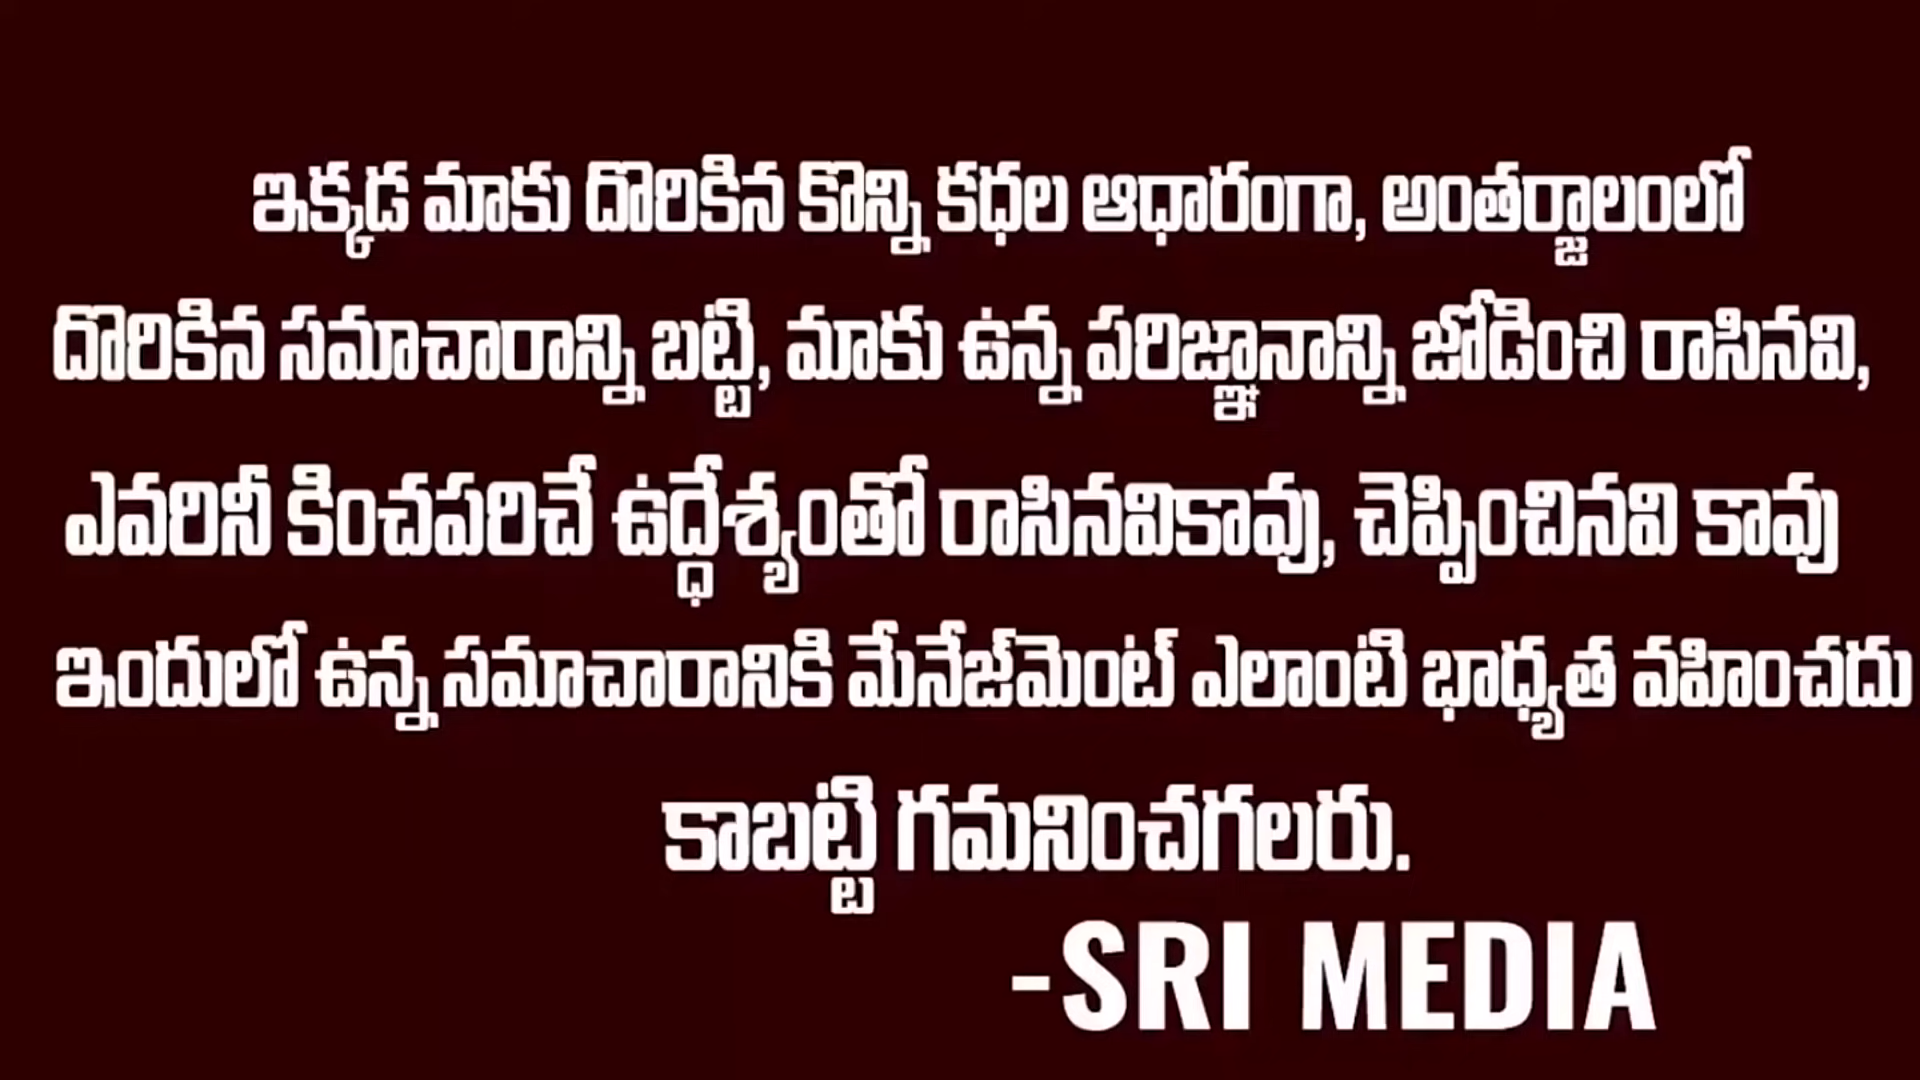 ఇక్కడ మాకు దొరికిన కొన్ని కధల ఆధారంగా, అంతర్జాలంలో
దొరికిన సమాచారాన్ని బట్టి, మాకు ఉన్న పరిజ్ఞానాన్ని జోడించి రాసినవి,
ఎవరినీ కించపరిచే ఉద్ధేశ్యంతో రాసినవికావు, చెప్పించినవి కావు
ఇందులో ఉన్న సమాచారానికి మేనేజ్‌మెంట్ ఎలాంటి భాధ్యత వహించదు
కాబట్టి గమనించగలరు.
-SRI MEDIA